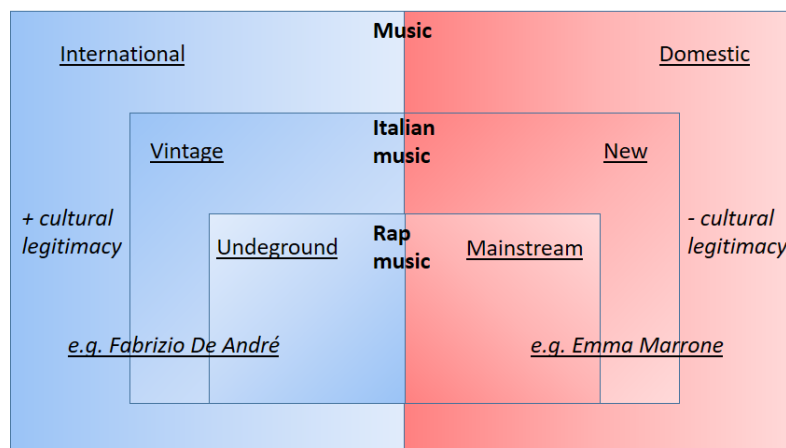 Music
International
Domestic
Italian
music
Vintage
New
+ cultural
legitimacy
- cultural
legitimacy
Undeground
Rap
music
Mainstream
e.g. Fabrizio De André
e.g. Emma Marrone